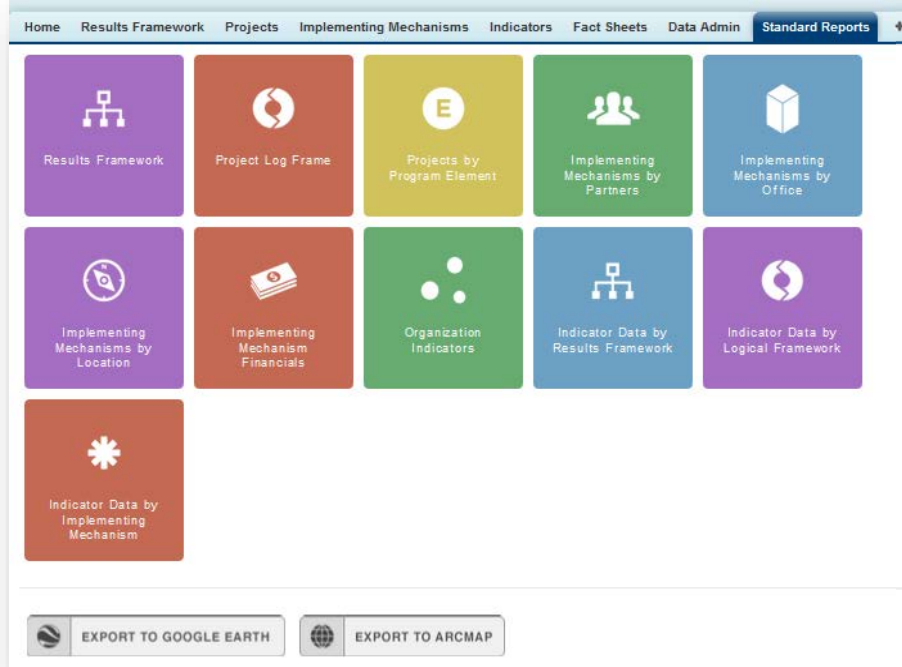 Home Results Framework Projects Implementing Mechanisms Indicators Fact Sheets Data Admin Standard Reports
Results Framework
Project Log Frame
E
Projects by
Program Element
Implementing
Mechanisms by
Partners
Implementing
Mechanisms by
Office
N
Implementing
Mechanisms by
Location
$
Implementing
Mechanism
Financials
Organization
Indicators
Indicator Data by
Results Framework
Indicator Data by
Logical Framework
Indicator Data by
Implementing
Mechanism
EXPORT TO GOOGLE EARTH
EXPORT TO ARCMAP